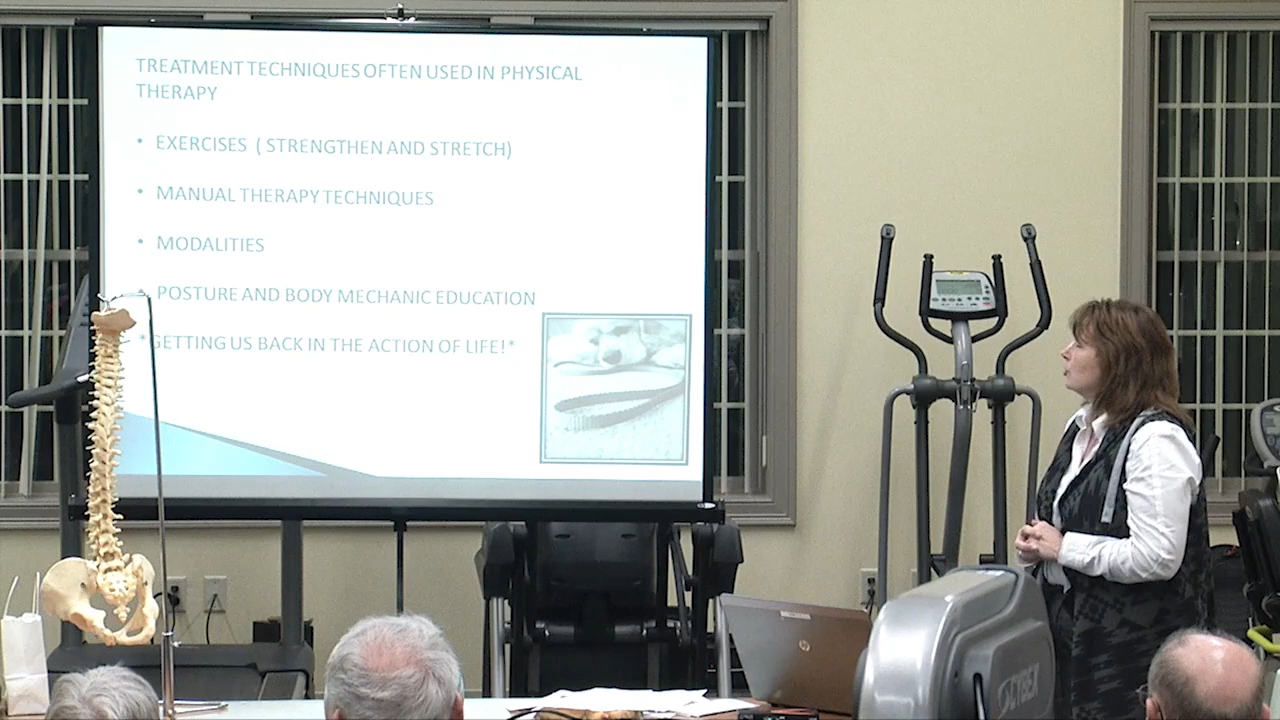 TREATMENT TECHNIQUES OFTEN USED IN PHYSICAL
THERAPY
• EXERCISES ( STRENGTHEN AND STRETCH)
• MANUAL THERAPY TECHNIQUES
• MODALITIES
• POSTURE AND BODY MECHANIC EDUCATION
*GETTING US BACK IN THE ACTION OF LIFE!*
hp
CYBEX